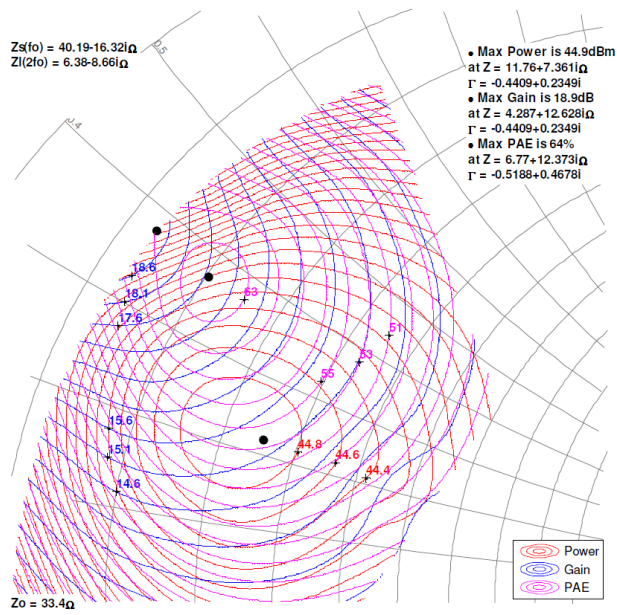 Zs(fo) = 40.19-16.32iΩ
Zl(2fo) = 6.38-8.66iΩ
0.5
0.4
• Max Power is 44.9dBm
at Z = 11.76+7.361iΩ
Γ = -0.4409+0.2349i
• Max Gain is 18.9dB
at Z = 4.287+12.628iΩ
Γ = -0.4409+0.2349i
• Max PAE is 64%
at Z = 6.77+12.373iΩ
Γ = -0.5188+0.4678i
18.6
18.1
17.6
63
51
53
55
15.6
15.1
14.6
44.8
44.6
44.4
Power
Gain
PAE
Zo = 33.4Ω